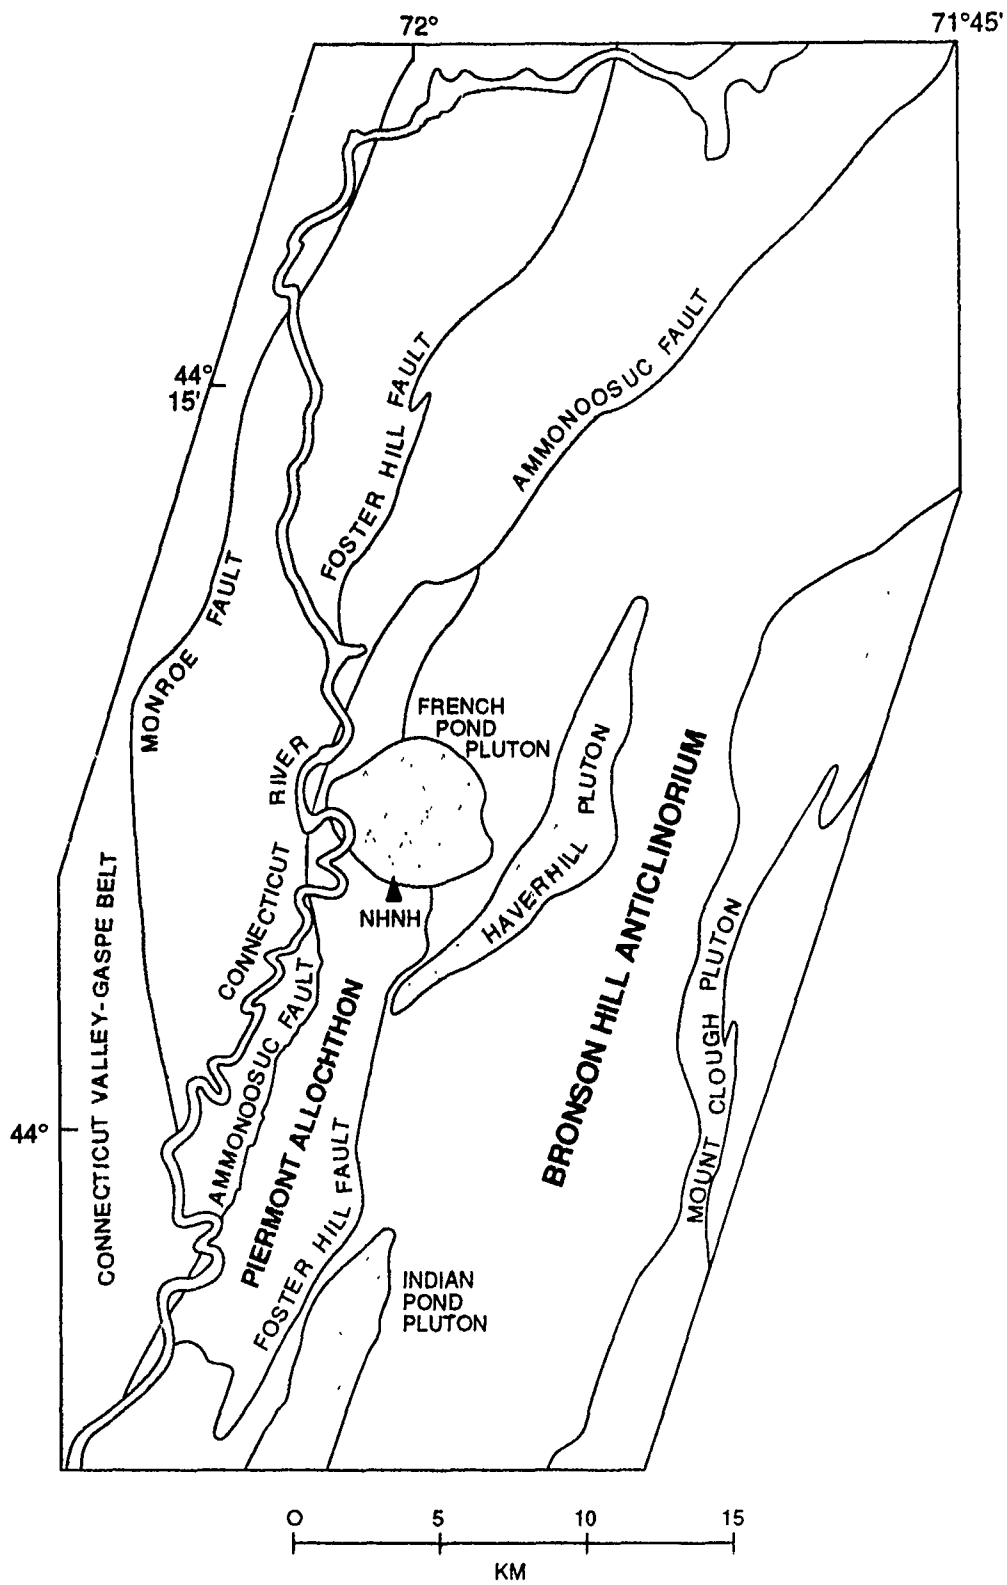 72°
71°45'
44°
15'
FOSTER HILL FAULT
AMMONOOSUC FAULT
MONROE FAULT
FRENCH
POND
PLUTON
CONNECTICUT RIVER
HAVERHILL PLUTON
NHNH
BRONSON HILL ANTICLINORIUM
CONNECTICUT VALLEY-GASPE BELT
AMMONOOSUC FAULT
PIERMONT ALLOCHTHON
MOUNT CLOUGH PLUTON
44°
FOSTER HILL FAULT
INDIAN
POND
PLUTON
0 5 10 15
KM